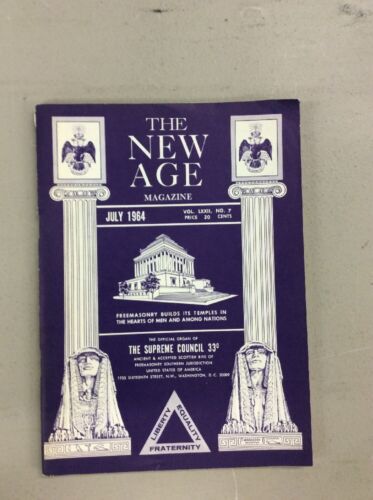 THE
NEW
AGE
MAGAZINE
JULY 1964
VOL. LXXII, NO. 7
PRICE 20 CENTS
FREEMASONRY BUILDS ITS TEMPLES IN
THE HEARTS OF MEN AND AMONG NATIONS
THE OFFICIAL ORGAN OF
THE SUPREME COUNCIL 33°
ANCIENT & ACCEPTED SCOTTISH RITE OF
FREEMASONRY SOUTHERN JURISDICTION
UNITED STATES OF AMERICA
1733 SIXTEENTH STREET, N.W., WASHINGTON, D.C. 20009
LIBERTY
EQUALITY
FRATERNITY